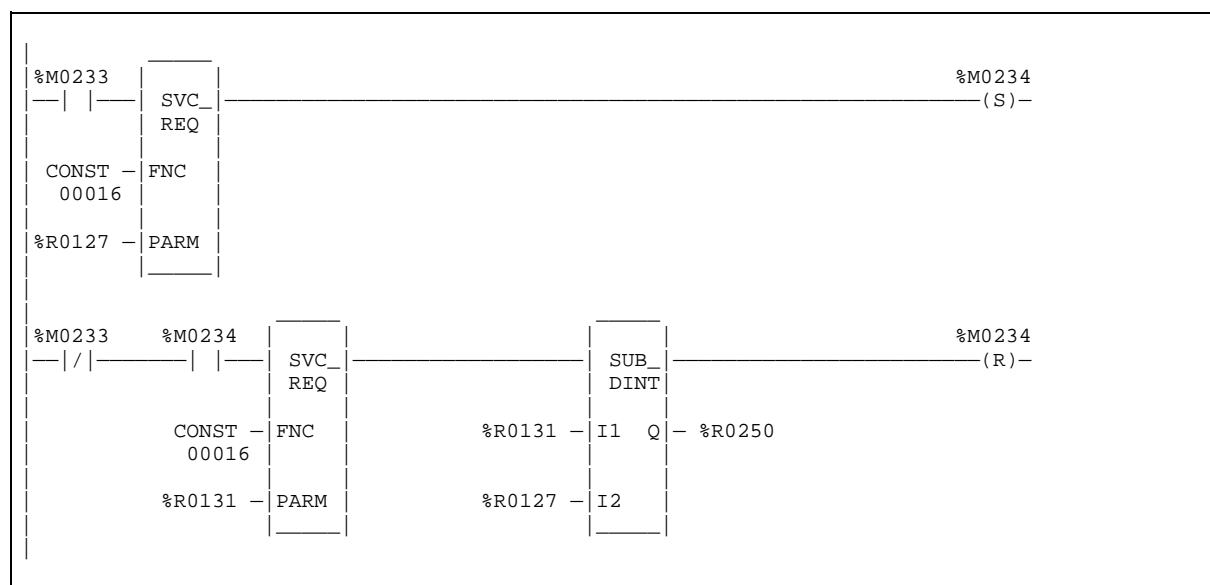 %M0233 %M0234
SVC_ (S)
REQ
CONST FNC
00016
%R0127 PARM
%M0233 %M0234 %M0234
SVC_ SUB_ (R)
REQ DINT
CONST FNC %R0131 I1 Q %R0250
00016
%R0131 PARM %R0127 I2